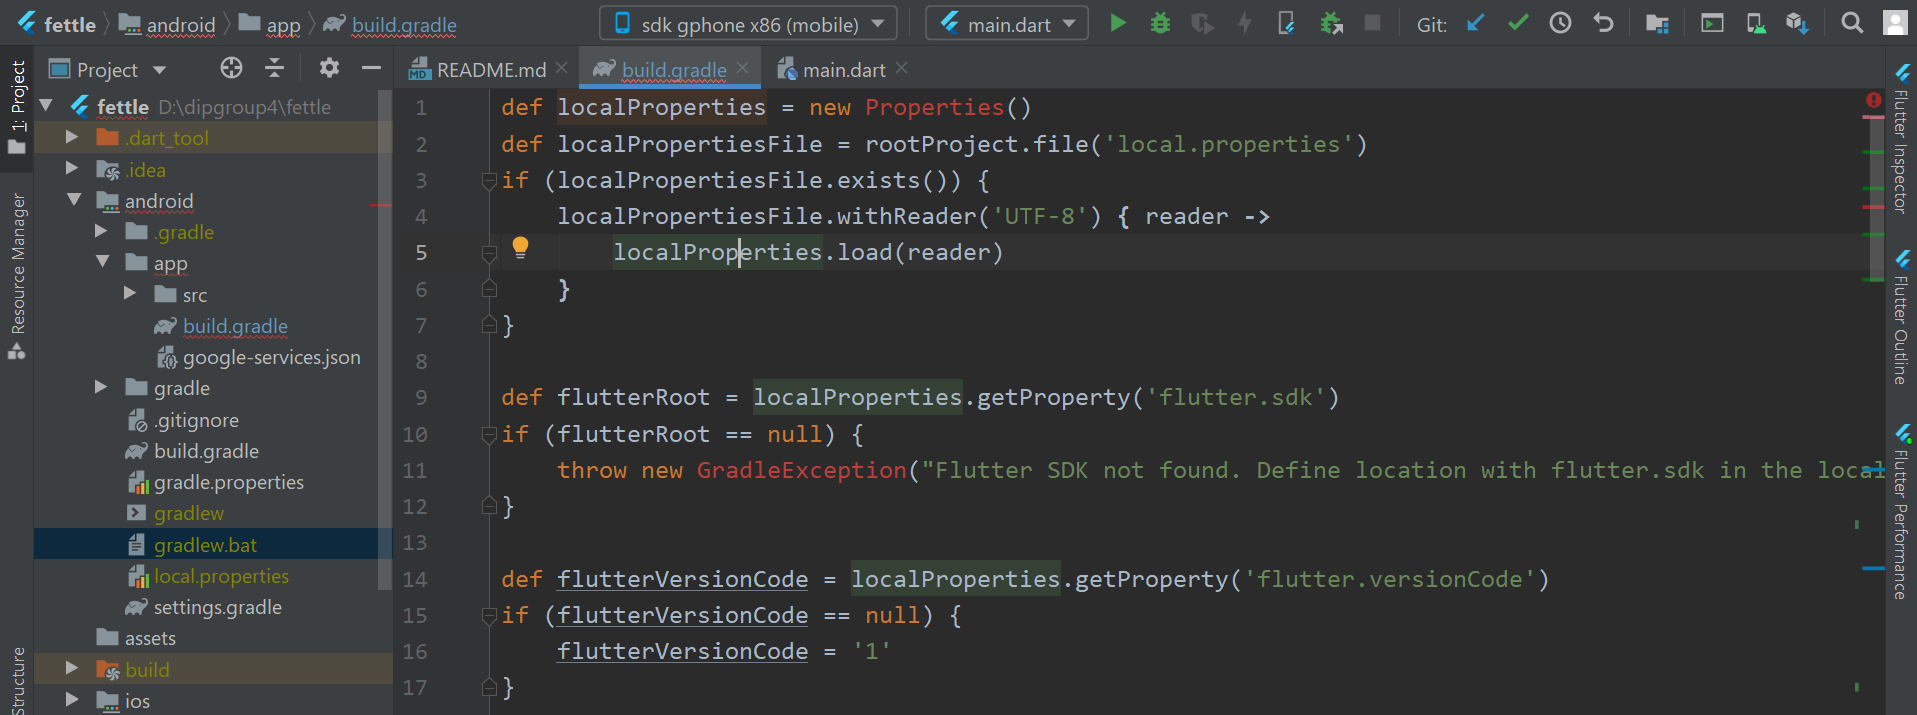 fettle android app build.gradle sdk gphone x86 (mobile) main.dart Git:
Project README.md build.gradle main.dart
1: Project
Resource Manager
Structure
fettle D:\dipgroup4\fettle
.dart_tool
.idea
android
.gradle
app
src
build.gradle
google-services.json
gradle
.gitignore
build.gradle
gradle.properties
gradlew
gradlew.bat
local.properties
settings.gradle
assets
build
ios
1 def localProperties = new Properties()
2 def localPropertiesFile = rootProject.file('local.properties')
3 if (localPropertiesFile.exists()) {
4 localPropertiesFile.withReader('UTF-8') { reader ->
5 localProperties.load(reader)
6 }
7 }
8
9 def flutterRoot = localProperties.getProperty('flutter.sdk')
10 if (flutterRoot == null) {
11 throw new GradleException("Flutter SDK not found. Define location with flutter.sdk in the local
12 }
13
14 def flutterVersionCode = localProperties.getProperty('flutter.versionCode')
15 if (flutterVersionCode == null) {
16 flutterVersionCode = '1'
17 }
Flutter Inspector
Flutter Outline
Flutter Performance